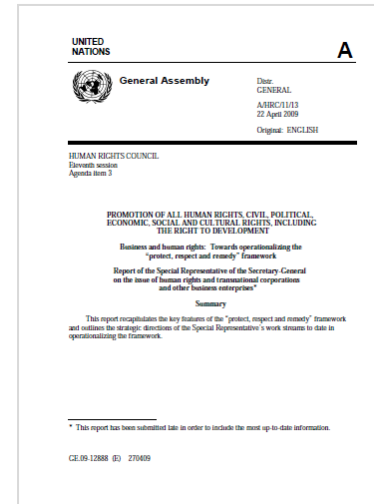 UNITED
NATIONS
A
General Assembly
Distr.
GENERAL
A/HRC/11/13
22 April 2009
Original: ENGLISH
HUMAN RIGHTS COUNCIL
Eleventh session
Agenda item 3
PROMOTION OF ALL HUMAN RIGHTS, CIVIL, POLITICAL,
ECONOMIC, SOCIAL AND CULTURAL RIGHTS, INCLUDING
THE RIGHT TO DEVELOPMENT
Business and human rights: Towards operationalizing the
“protect, respect and remedy” framework
Report of the Special Representative of the Secretary-General
on the issue of human rights and transnational corporations
and other business enterprises*
Summary
This report recapitulates the key features of the “protect, respect and remedy” framework
and outlines the strategic directions of the Special Representative’s work streams to date in
operationalizing the framework.
* This report has been submitted late in order to include the most up-to-date information.
GE.09-12888 (E) 270409